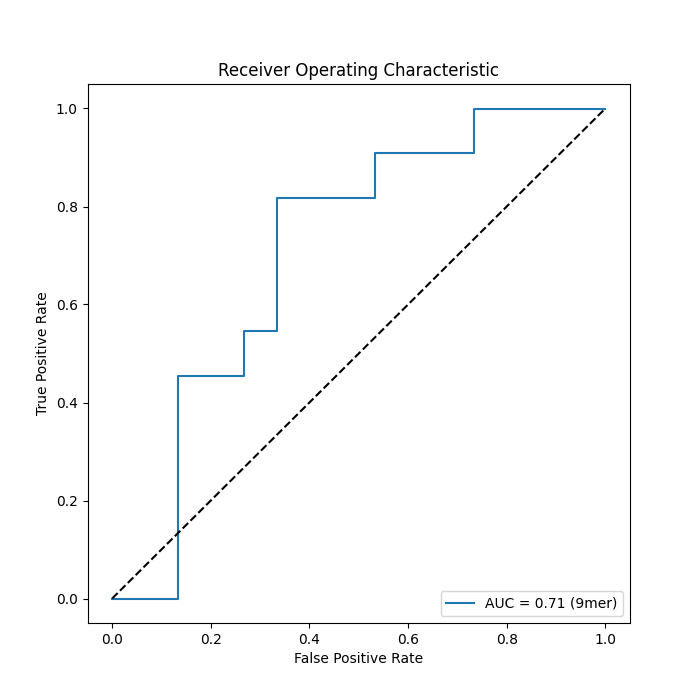 Receiver Operating Characteristic
1.0
0.8
0.6
0.4
0.2
0.0
True Positive Rate
AUC = 0.71 (9mer)
0.0 0.2 0.4 0.6 0.8 1.0
False Positive Rate